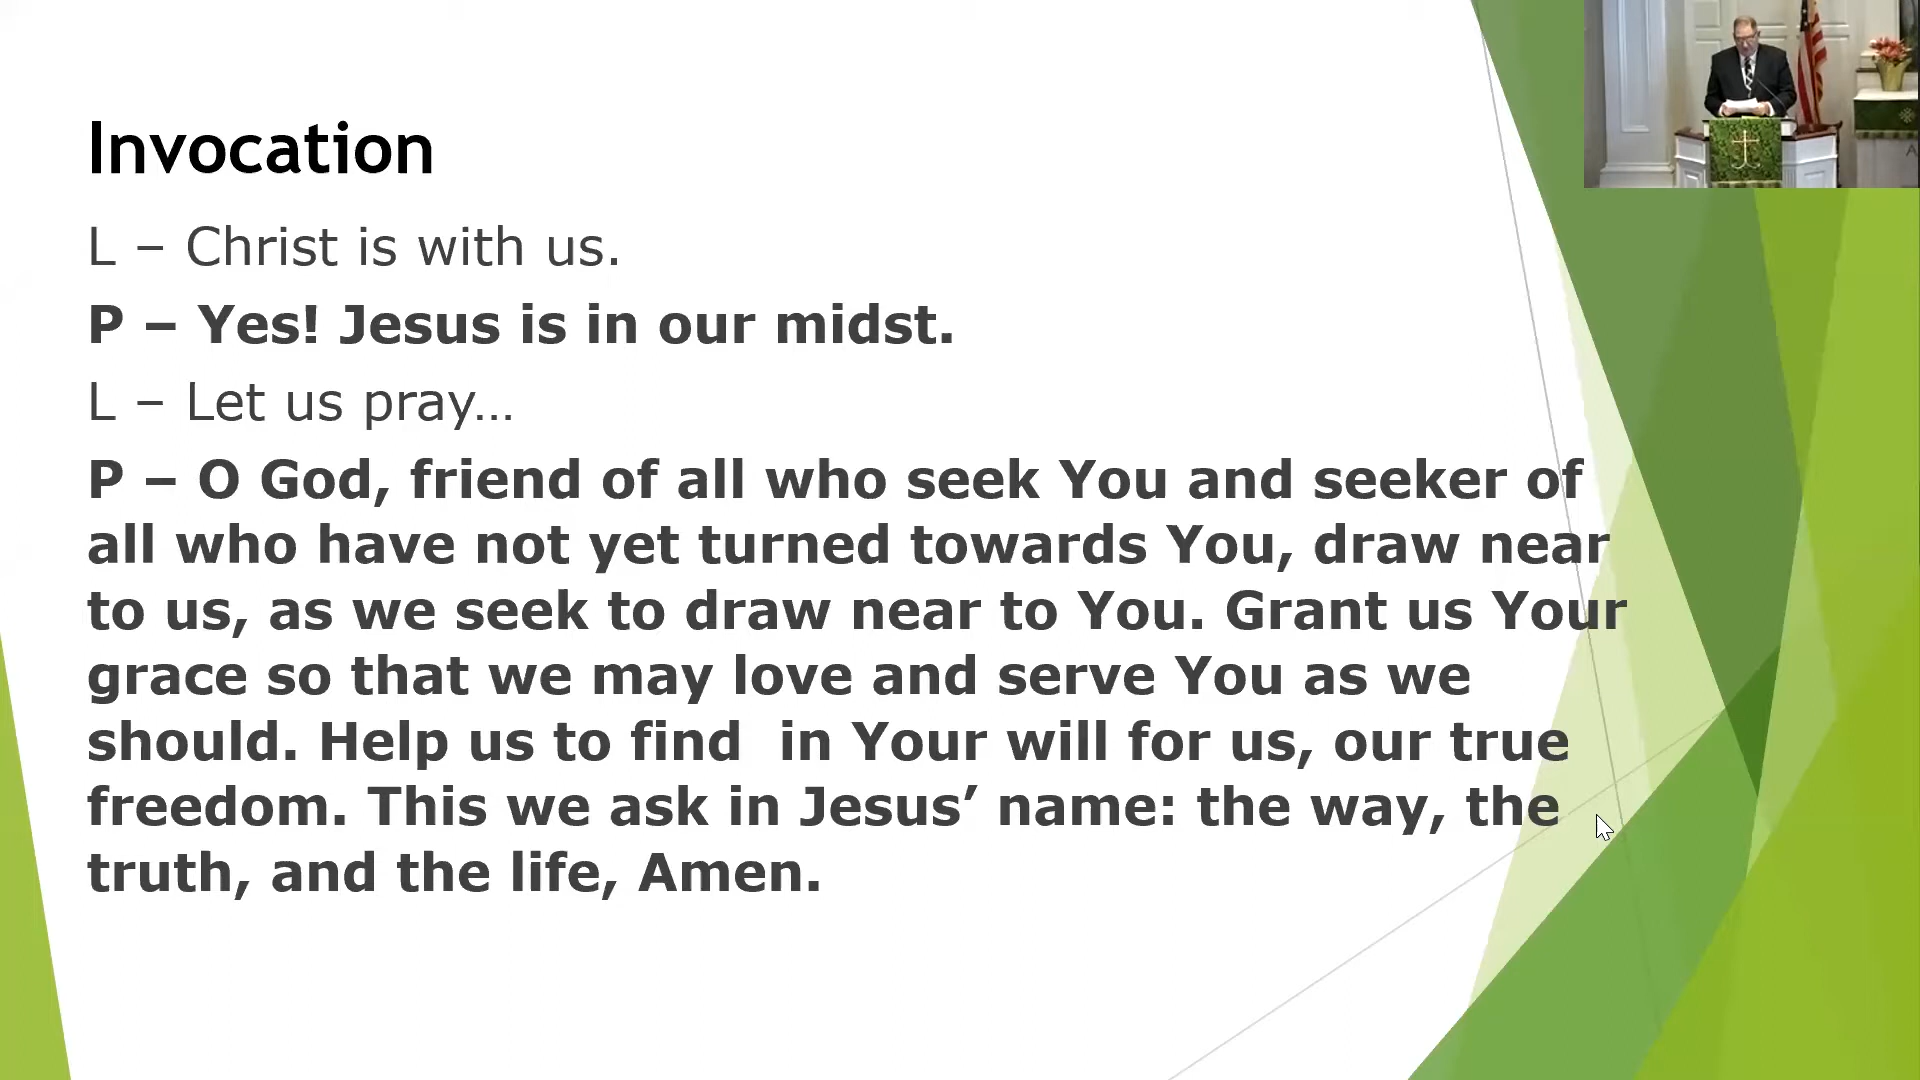 Invocation
L – Christ is with us.
P – Yes! Jesus is in our midst.
L – Let us pray…
P – O God, friend of all who seek You and seeker of
all who have not yet turned towards You, draw near
to us, as we seek to draw near to You. Grant us Your
grace so that we may love and serve You as we
should. Help us to find  in Your will for us, our true
freedom. This we ask in Jesus’ name: the way, the
truth, and the life, Amen.